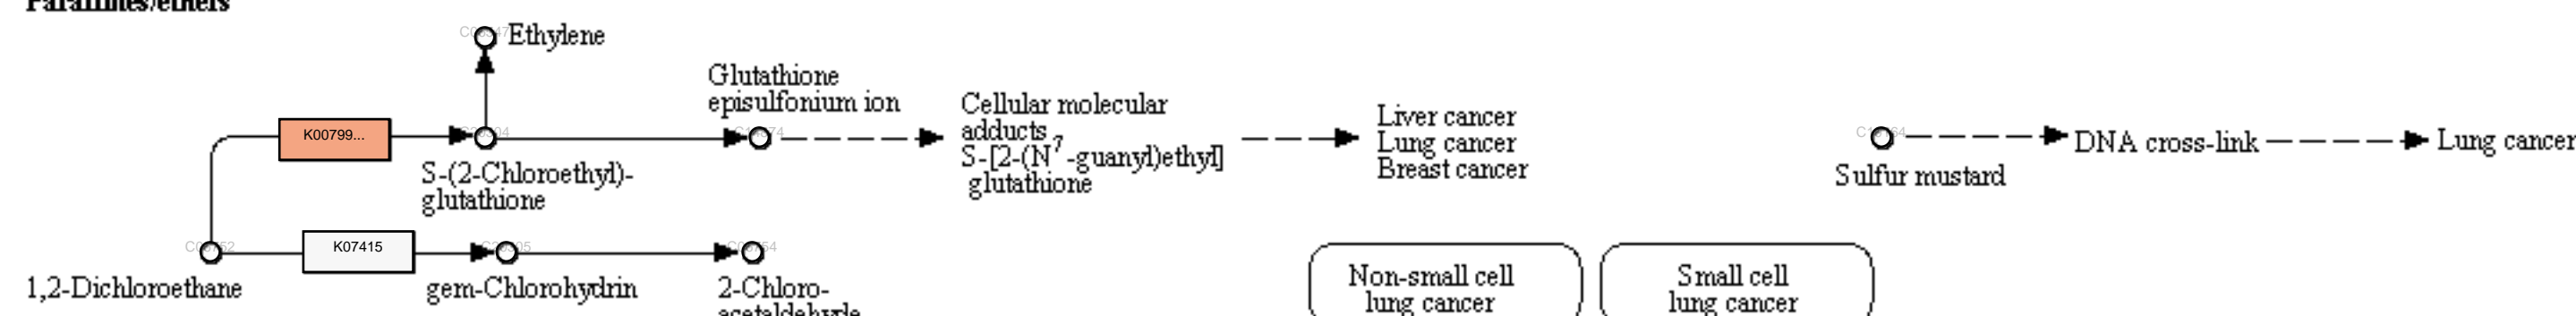 Paraffines/ethers
Ethylene
Glutathione
episulfonium ion
K00799...
S-(2-Chloroethyl)-
glutathione
Cellular molecular
adducts
S-[2-(N7-guanyl)ethyl]
glutathione
Liver cancer
Lung cancer
Breast cancer
Sulfur mustard
DNA cross-link
Lung cancer
K07415
1,2-Dichloroethane
gem-Chlorohydrin
2-Chloro-
acetaldehyde
Non-small cell
lung cancer
Small cell
lung cancer